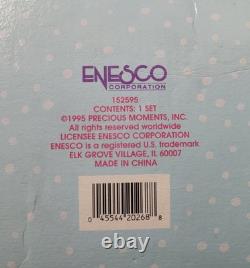 ENESCO
CORPORATION
152595
CONTENTS: 1 SET
©1995 PRECIOUS MOMENTS, INC.
All rights reserved worldwide
LICENSEE ENESCO CORPORATION
ENESCO is a registered U.S. trademark
ELK GROVE VILLAGE, IL 60007
MADE IN CHINA
0 45544 20268 8